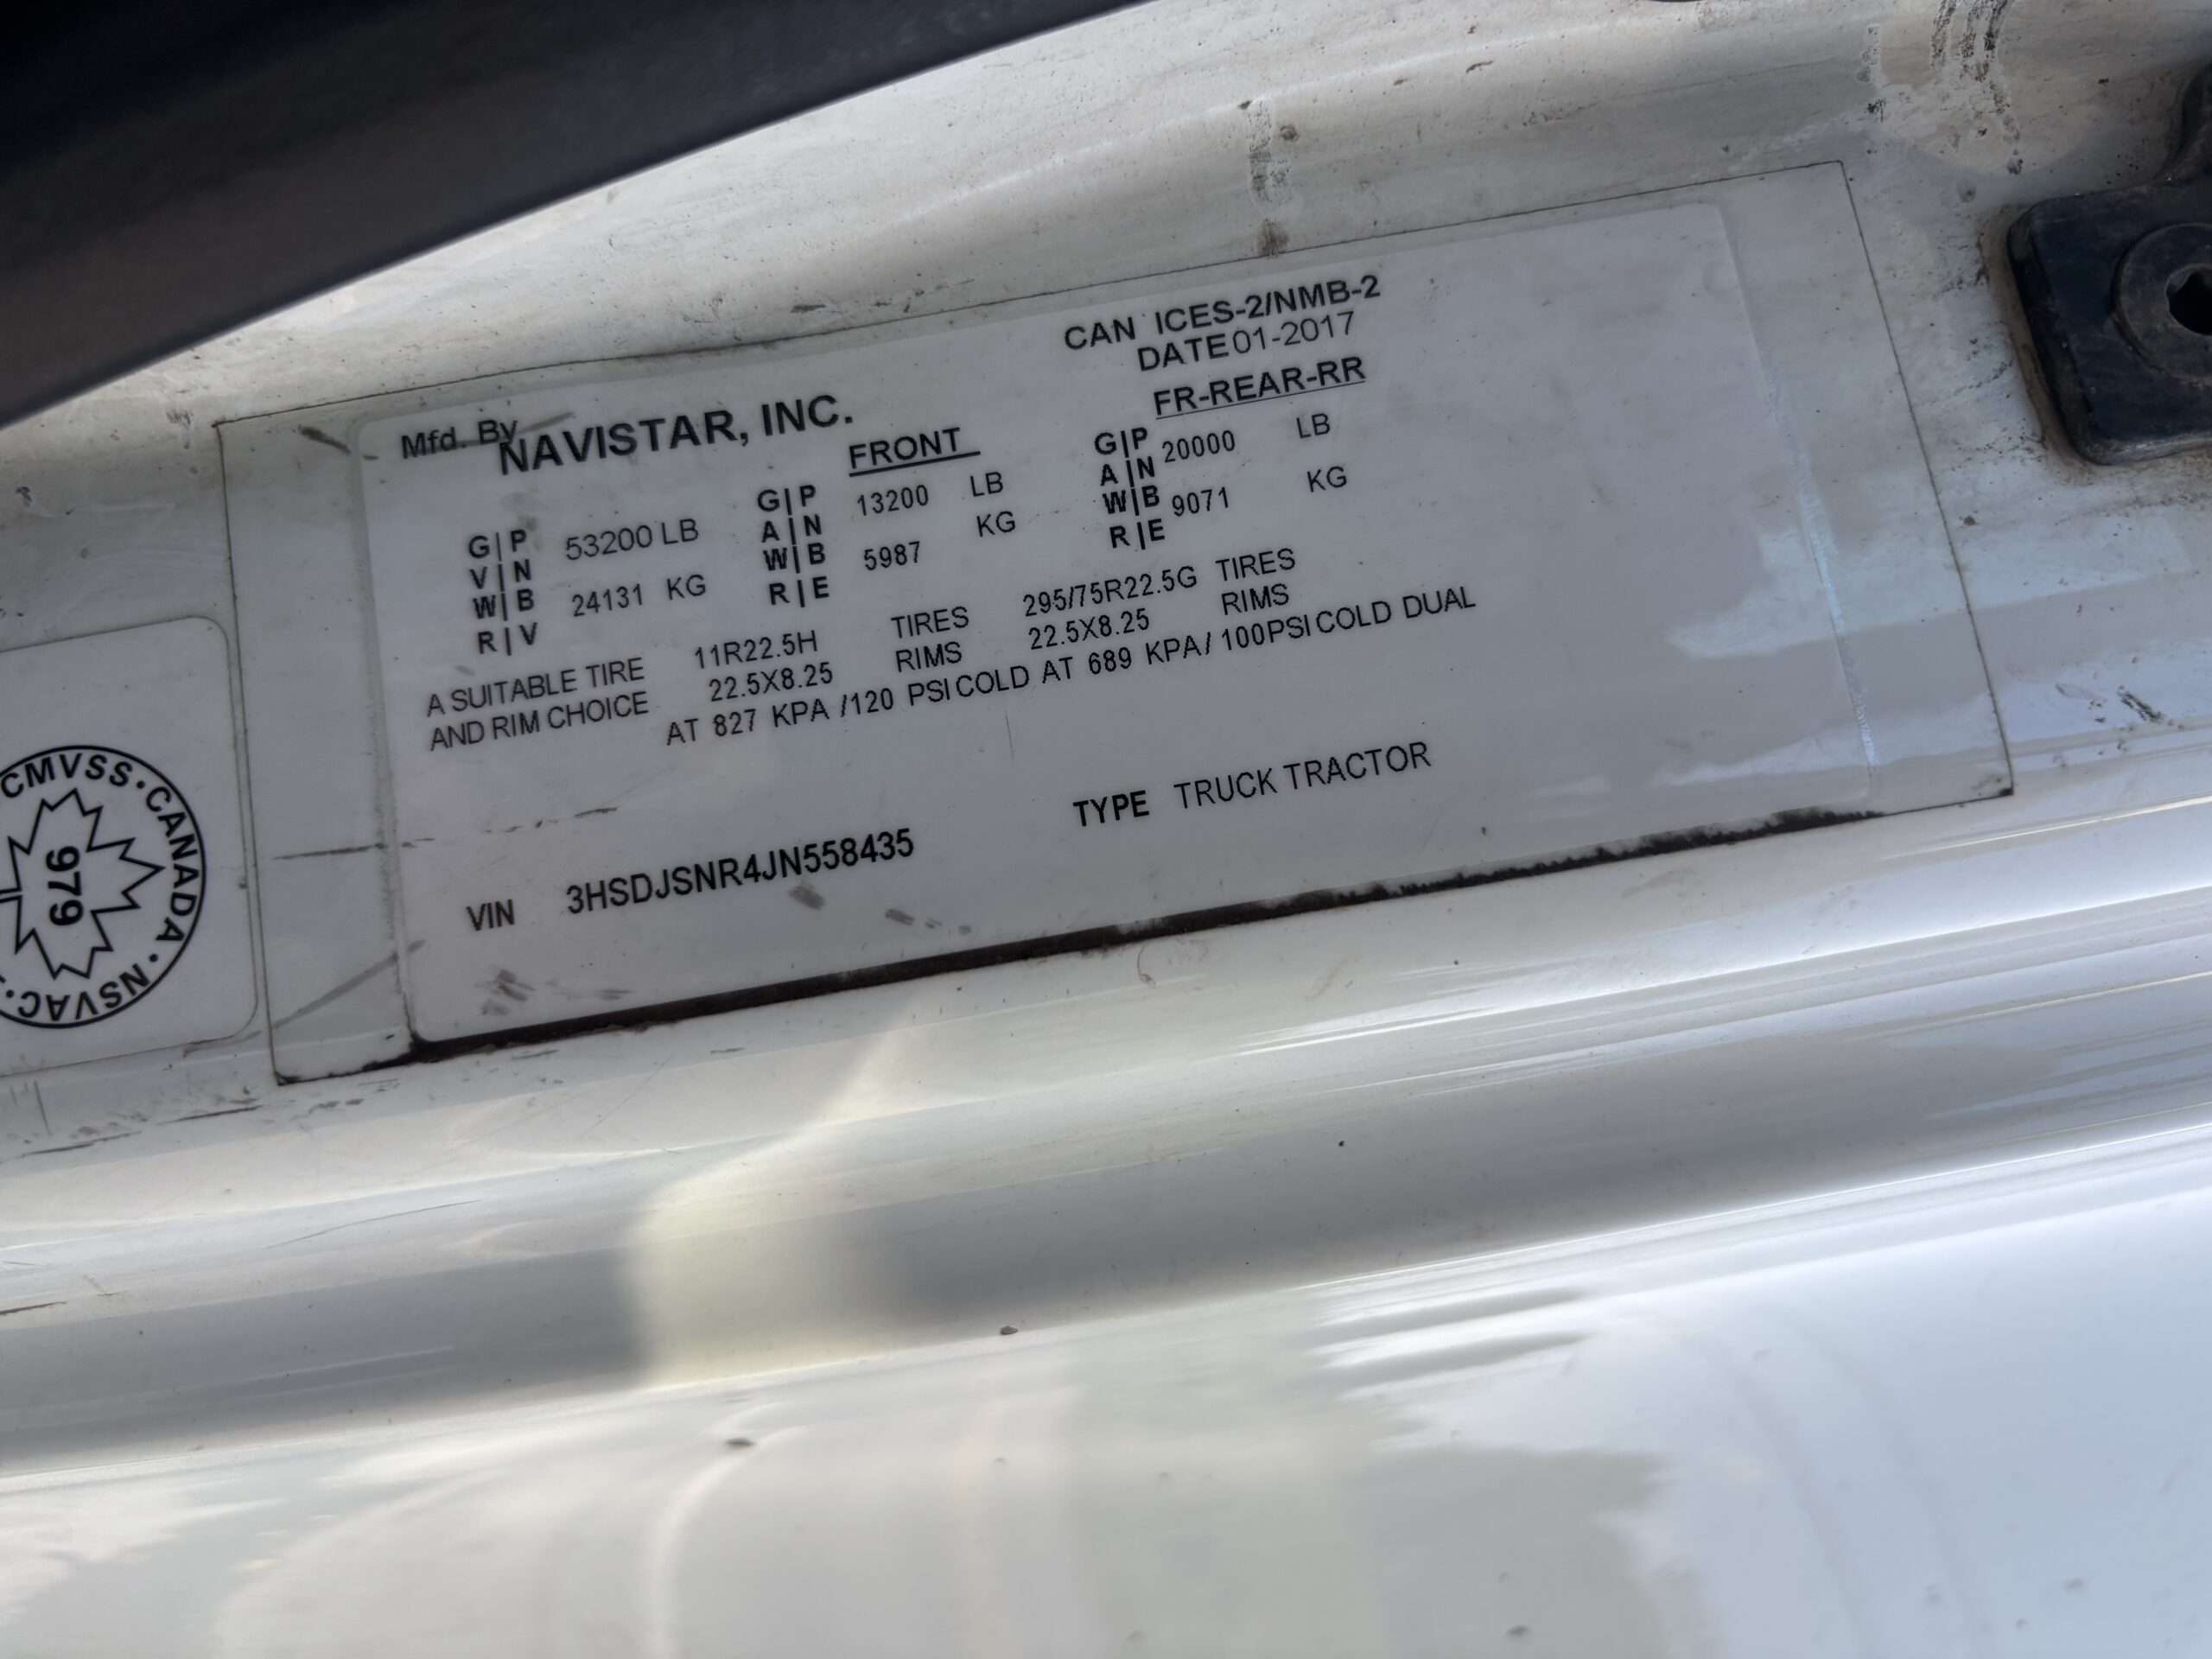 CAN ICES-2/NMB-2
DATE 01-2017
Mfd. By NAVISTAR, INC.
FRONT
FR-REAR-RR
G|P
V|N
W|B
R|V
53200 LB
24131 KG
G|P
A|N
W|B
R|E
13200 LB
5987 KG
G|P
A|N
W|B
R|E
20000 LB
9071 KG
A SUITABLE TIRE 11R22.5H TIRES 295/75R22.5G TIRES
AND RIM CHOICE 22.5X8.25 RIMS 22.5X8.25 RIMS
AT 827 KPA /120 PSI COLD AT 689 KPA/ 100PSI COLD DUAL
TYPE TRUCK TRACTOR
VIN 3HSDJSNR4JN558435
CMVSS·CANADA·NSVAC·
979